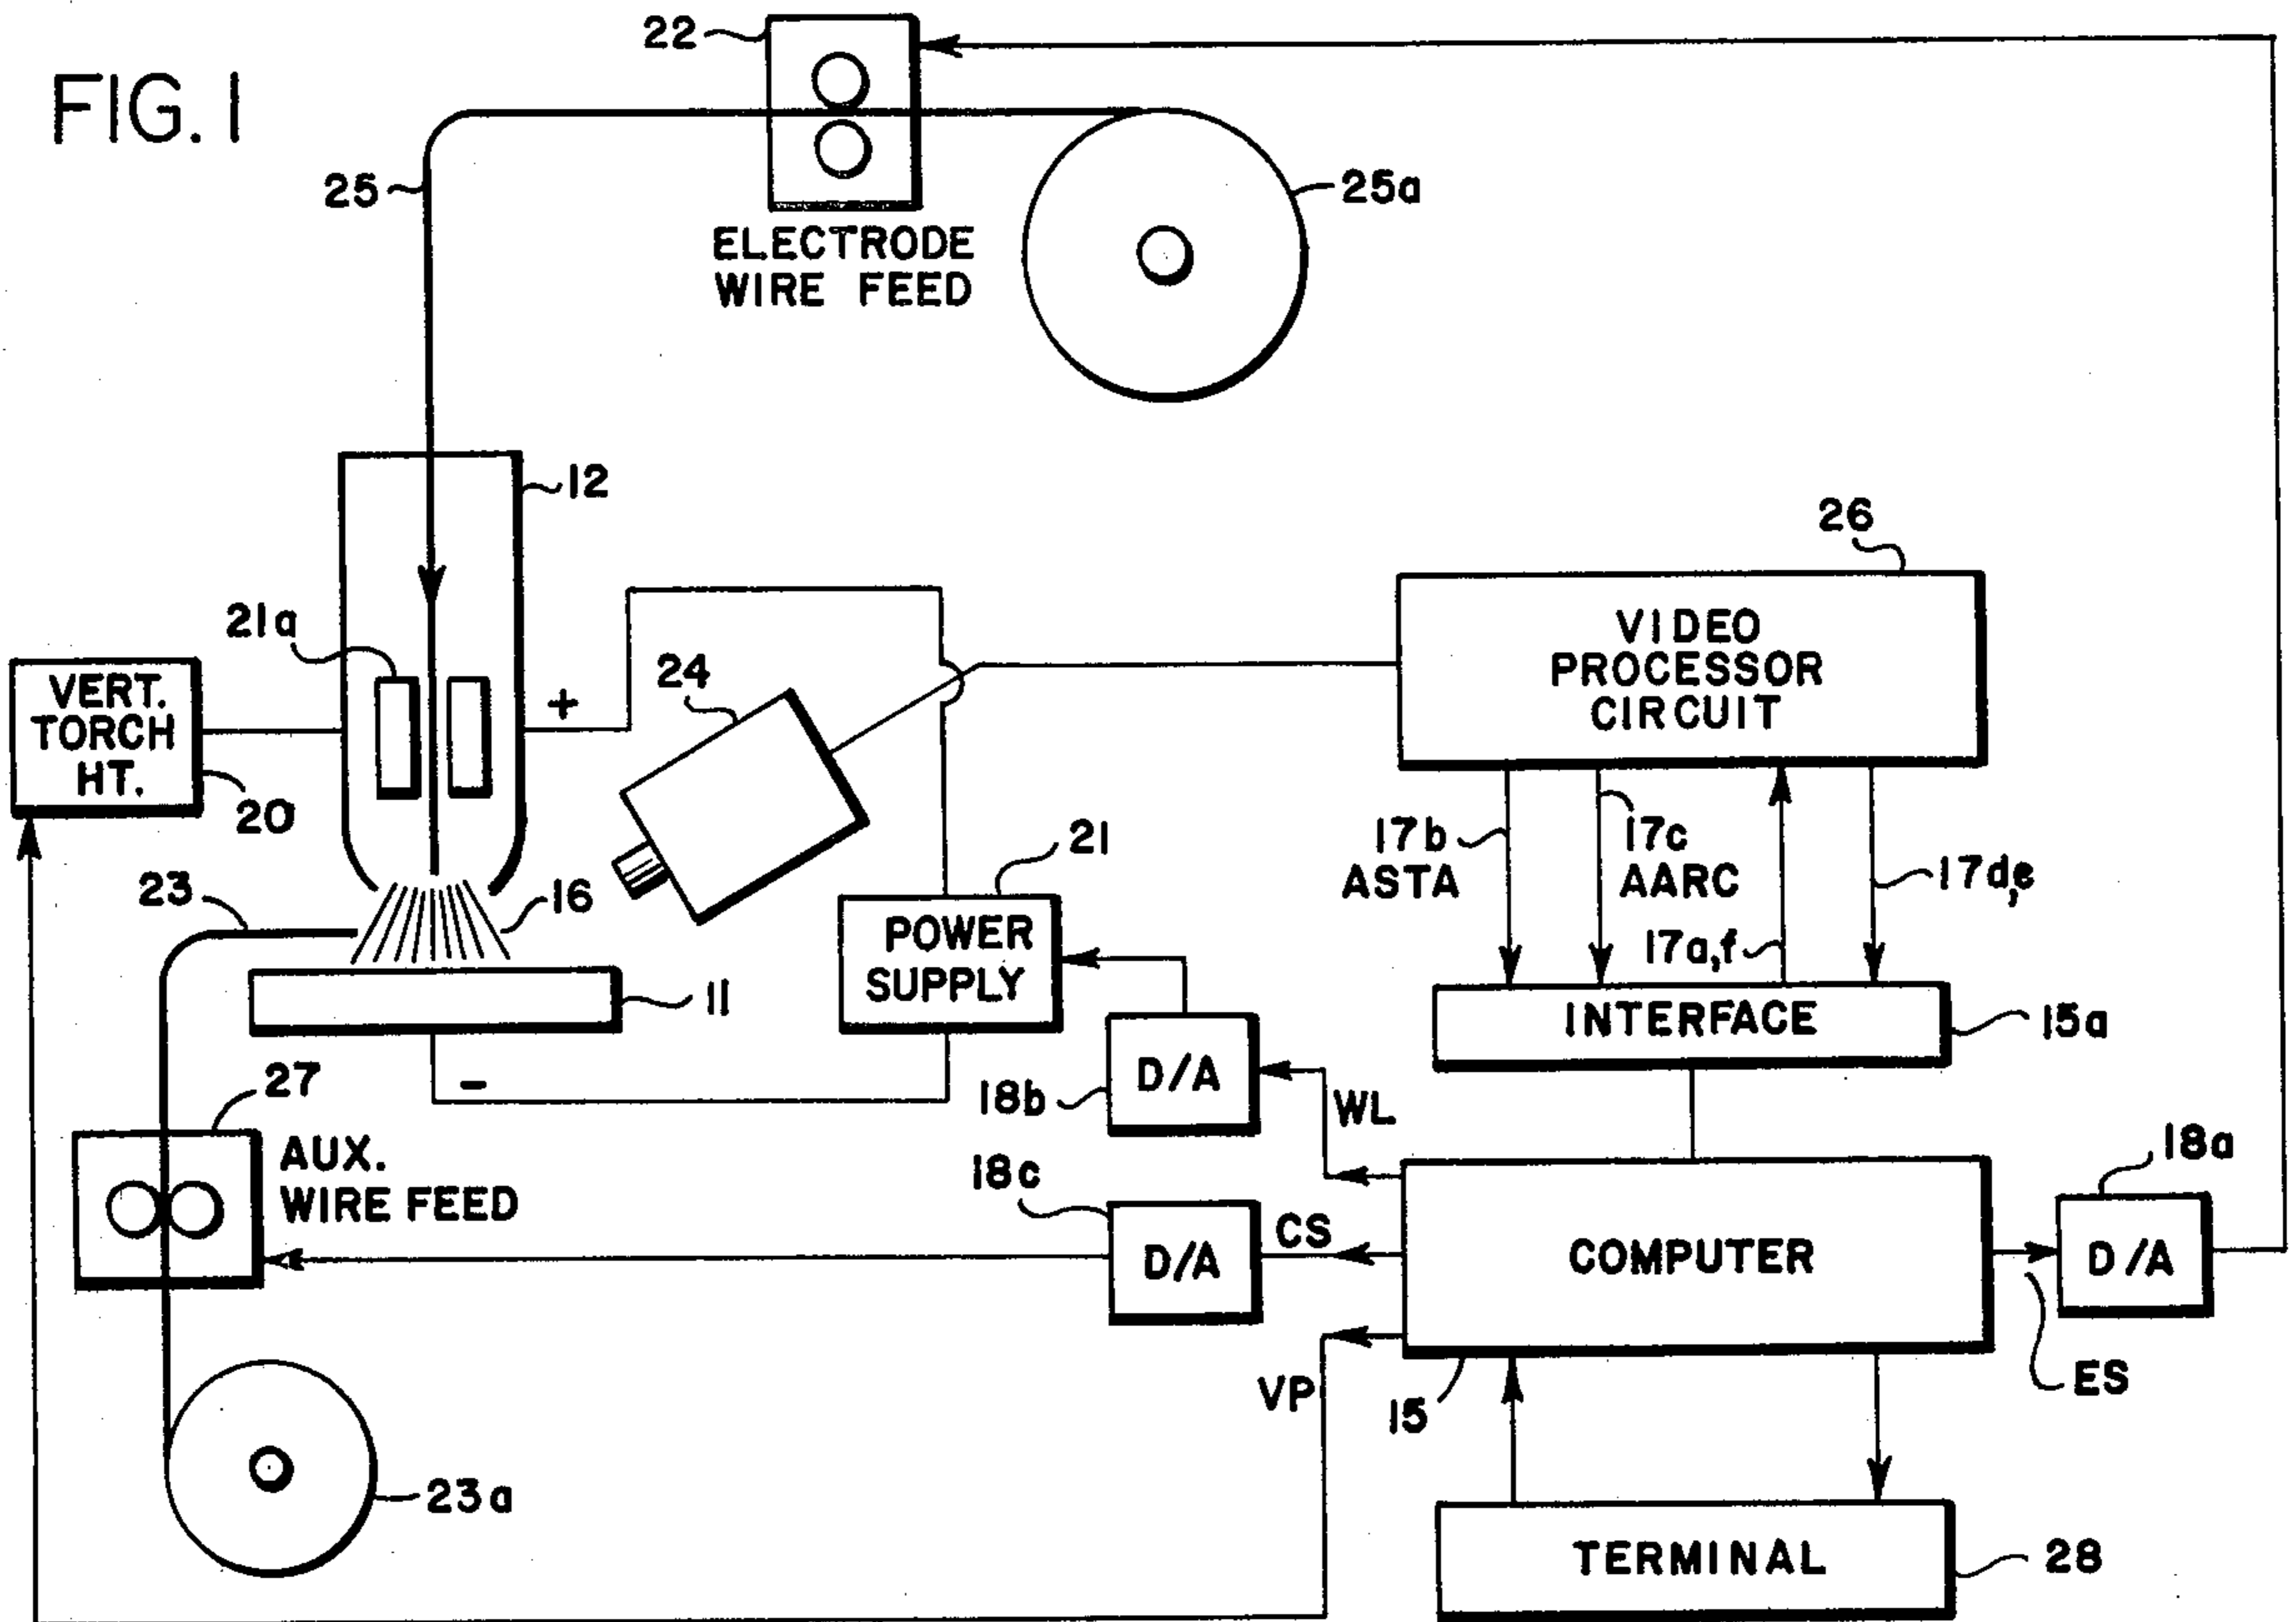 FIG. 1
22
25
25a
ELECTRODE
WIRE FEED
12
26
21a
VIDEO
PROCESSOR
CIRCUIT
24
VERT.
TORCH
HT.
+
20
17b
ASTA
17c
AARC
17d,e
21
23
16
POWER
SUPPLY
17a,f
11
INTERFACE
15a
27
-
D/A
18b
WL
AUX.
WIRE FEED
18c
18a
CS
D/A
COMPUTER
D/A
VP
15
ES
23a
TERMINAL
28